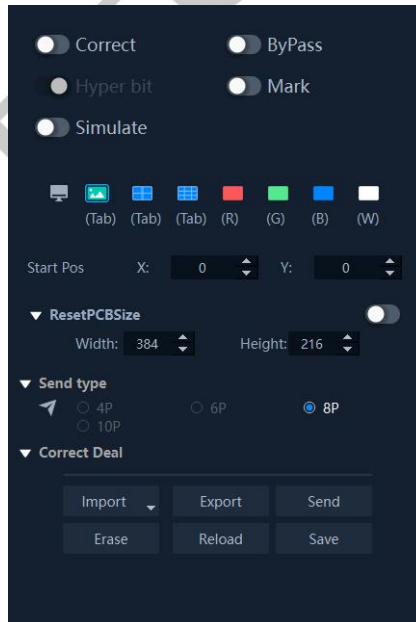 Correct ByPass
Hyper bit Mark
Simulate
(Tab) (Tab) (Tab) (R) (G) (B) (W)
Start Pos X: 0 Y: 0
ResetPCBSize
Width: 384 Height: 216
Send type
4P 6P 8P
10P
Correct Deal
Import Export Send
Erase Reload Save